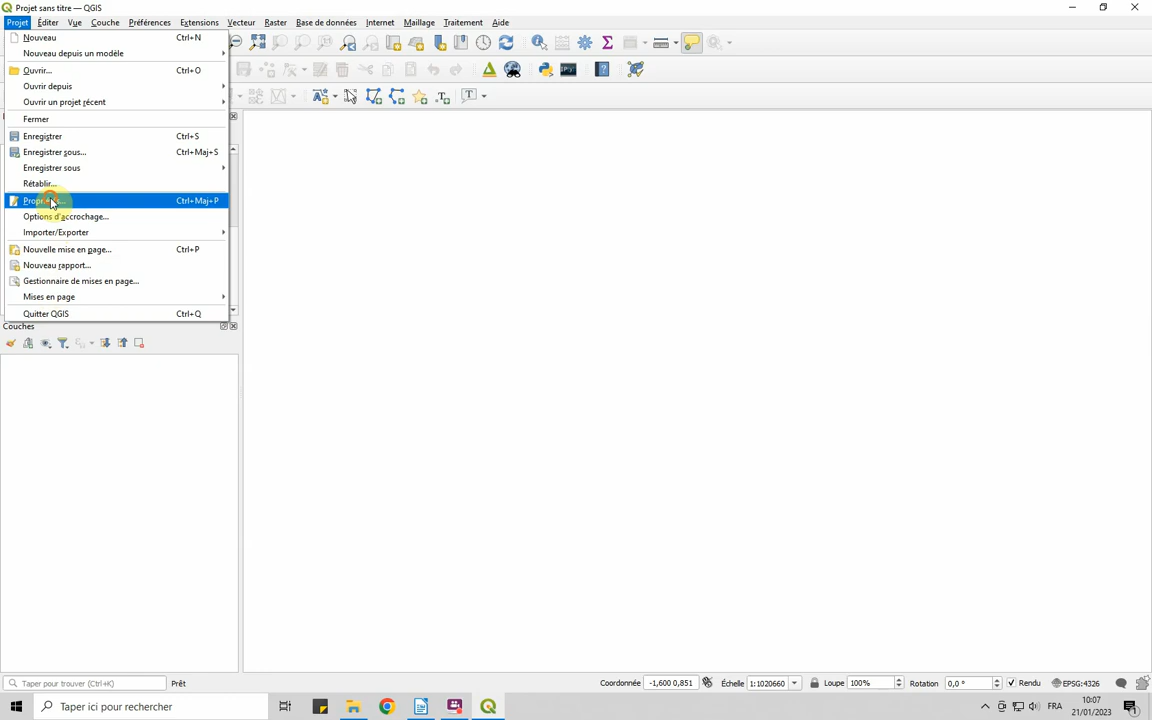 Projet sans titre — QGIS
Projet Éditer Vue Couche Préférences Extensions Vecteur Raster Base de données Internet Maillage Traitement Aide
Nouveau Ctrl+N
Nouveau depuis un modèle
Ouvrir... Ctrl+O
Ouvrir depuis
Ouvrir un projet récent
Fermer
Enregistrer Ctrl+S
Enregistrer sous... Ctrl+Maj+S
Enregistrer sous
Rétablir...
Ctrl+Maj+P
Options d'accrochage...
Importer/Exporter
Nouvelle mise en page... Ctrl+P
Nouveau rapport...
Gestionnaire de mises en page...
Mises en page
Quitter QGIS Ctrl+Q
Couches
Taper pour trouver (Ctrl+K) Prêt Coordonnée -1,600 0,851 Échelle 1:1020660 Loupe 100% Rotation 0,0 ° Rendu EPSG:4326
Taper ici pour rechercher FRA 10:07
21/01/2023